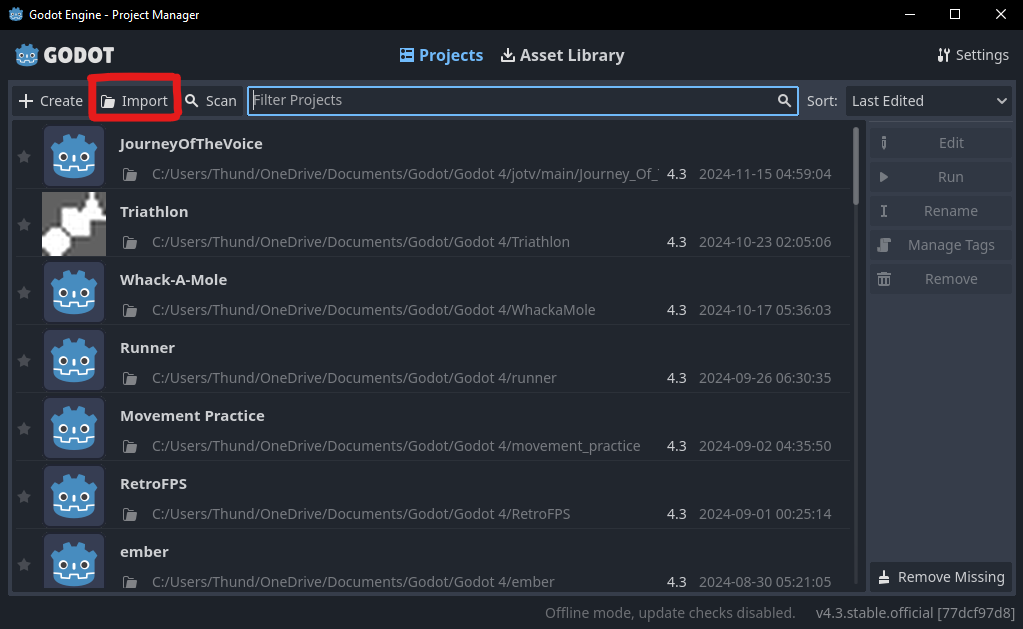 Godot Engine - Project Manager
GODOT
Projects
Asset Library
Settings
Create
Import
Scan
Filter Projects
Sort:
Last Edited
JourneyOfTheVoice
C:/Users/Thund/OneDrive/Documents/Godot/Godot 4/jotv/main/Journey_Of_ 4.3 2024-11-15 04:59:04
Triathlon
C:/Users/Thund/OneDrive/Documents/Godot/Godot 4/Triathlon 4.3 2024-10-23 02:05:06
Whack-A-Mole
C:/Users/Thund/OneDrive/Documents/Godot/Godot 4/WhackaMole 4.3 2024-10-17 05:36:03
Runner
C:/Users/Thund/OneDrive/Documents/Godot/Godot 4/runner 4.3 2024-09-26 06:30:35
Movement Practice
C:/Users/Thund/OneDrive/Documents/Godot/Godot 4/movement_practice 4.3 2024-09-02 04:35:50
RetroFPS
C:/Users/Thund/OneDrive/Documents/Godot/Godot 4/RetroFPS 4.3 2024-09-01 00:25:14
ember
C:/Users/Thund/OneDrive/Documents/Godot/Godot 4/ember 4.3 2024-08-30 05:21:05
Edit
Run
Rename
Manage Tags
Remove
Remove Missing
Offline mode, update checks disabled. v4.3.stable.official [77dcf97d8]